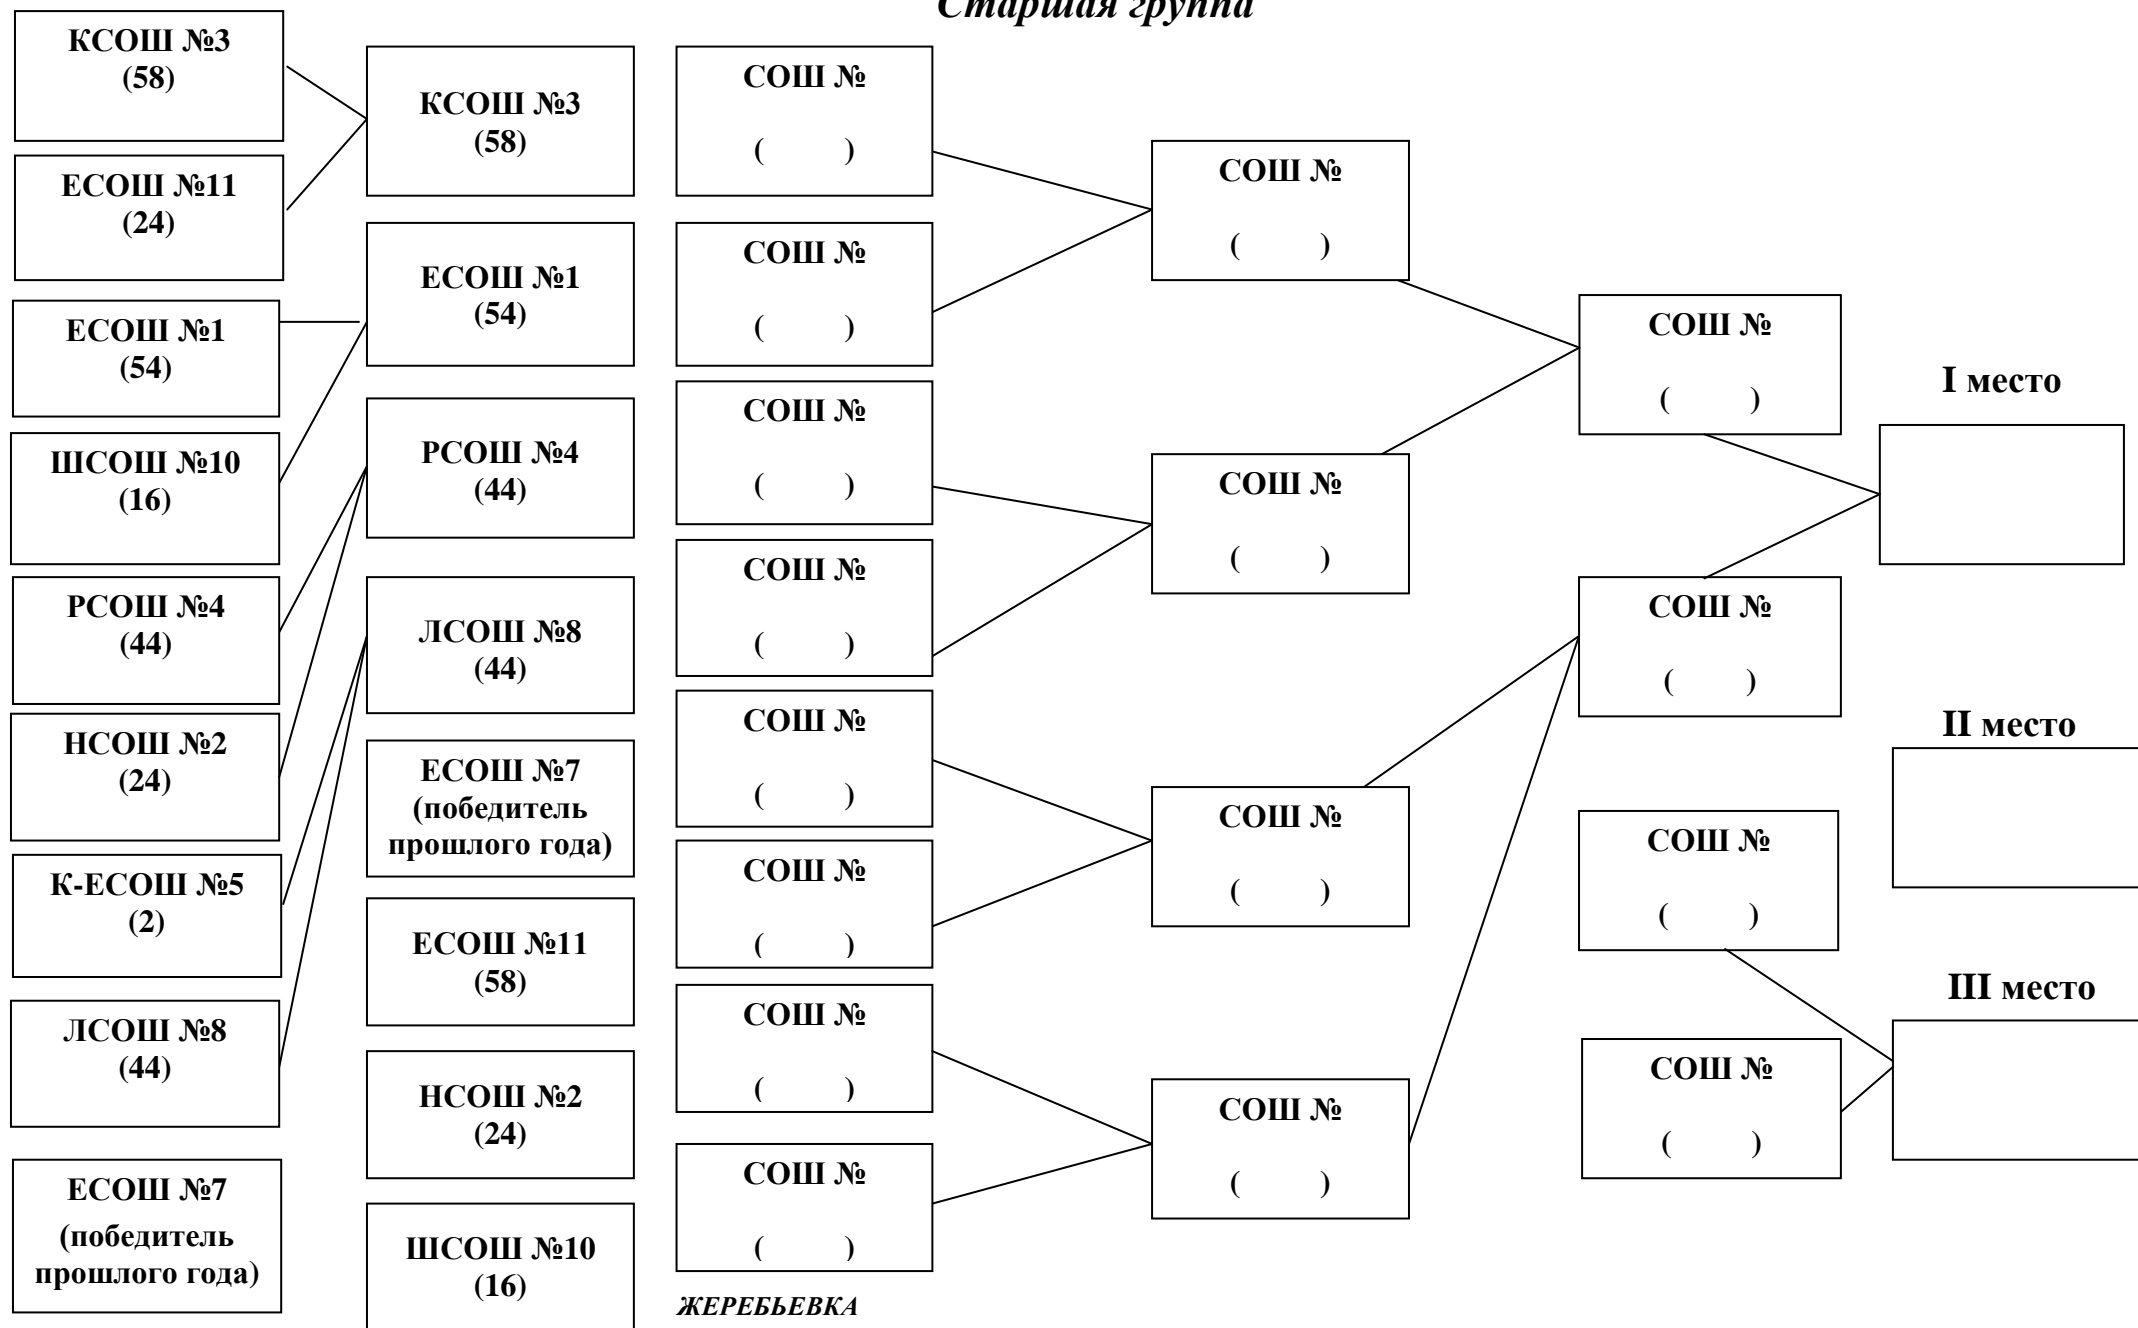 Старшая группа
КСОШ №3
(58)
ЕСОШ №11
(24)
ЕСОШ №1
(54)
ШСОШ №10
(16)
РСОШ №4
(44)
НСОШ №2
(24)
К-ЕСОШ №5
(2)
ЛСОШ №8
(44)
ЕСОШ №7
(победитель
прошлого года)
КСОШ №3
(58)
ЕСОШ №1
(54)
РСОШ №4
(44)
ЛСОШ №8
(44)
ЕСОШ №7
(победитель
прошлого года)
ЕСОШ №11
(58)
НСОШ №2
(24)
ШСОШ №10
(16)
СОШ №
( )
СОШ №
( )
СОШ №
( )
СОШ №
( )
СОШ №
( )
СОШ №
( )
СОШ №
( )
СОШ №
( )
ЖЕРЕБЬЕВКА
СОШ №
( )
СОШ №
( )
СОШ №
( )
СОШ №
( )
СОШ №
( )
СОШ №
( )
СОШ №
( )
СОШ №
( )
I место
II место
III место